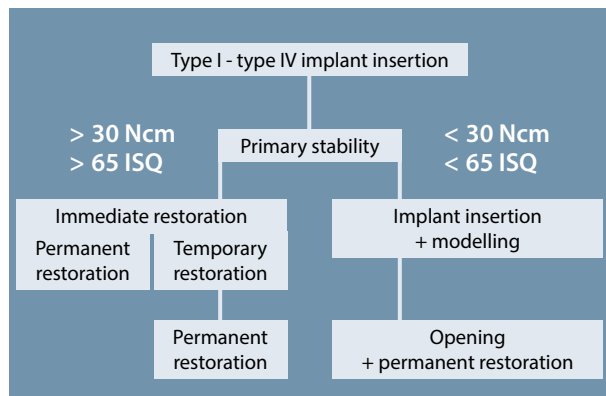 Type I - type IV implant insertion
> 30 Ncm
> 65 ISQ
Primary stability
< 30 Ncm
< 65 ISQ
Immediate restoration
Permanent
restoration
Temporary
restoration
Permanent
restoration
Implant insertion
+ modelling
Opening
+ permanent restoration